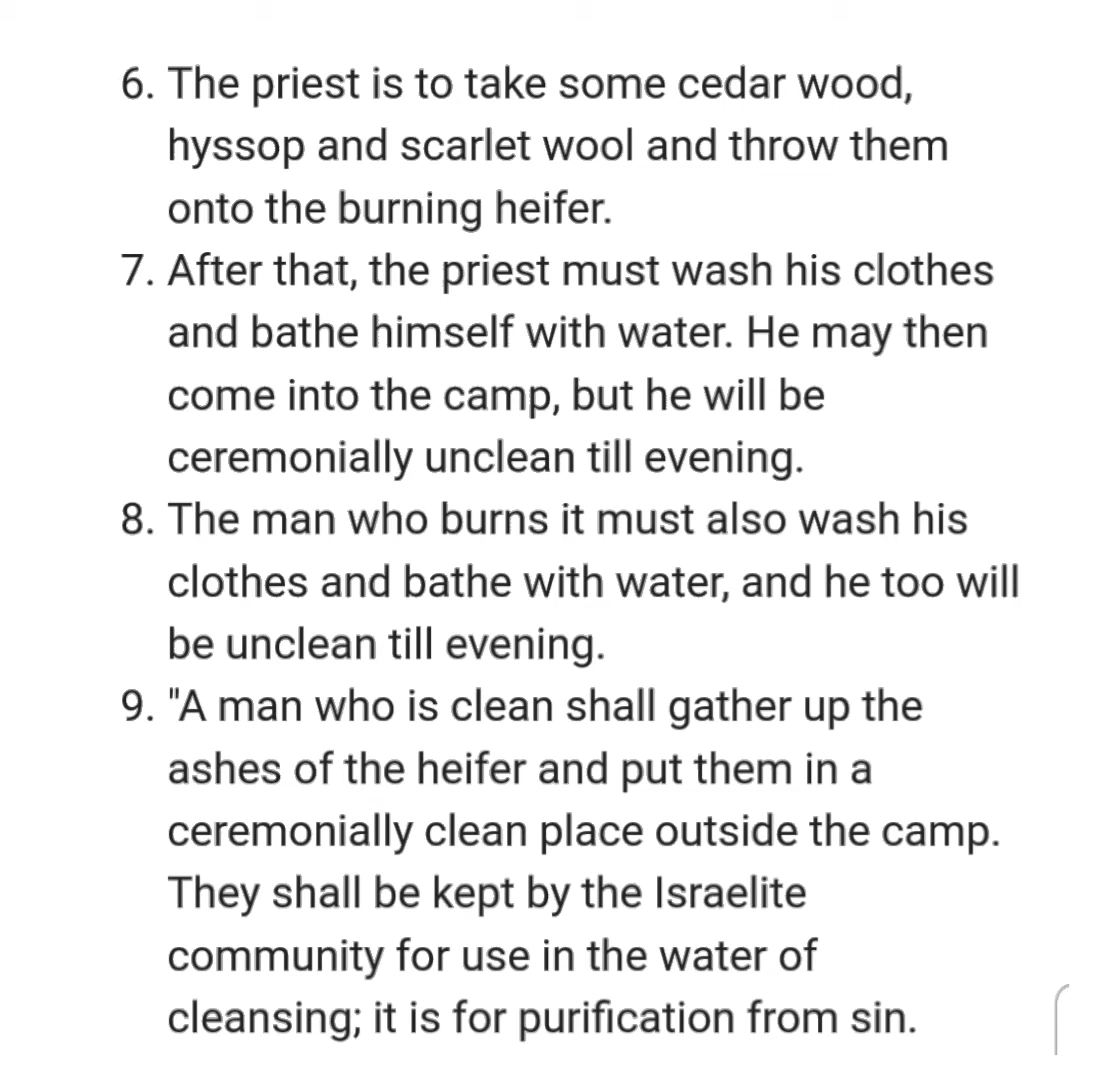 6. The priest is to take some cedar wood,
hyssop and scarlet wool and throw them
onto the burning heifer.
7. After that, the priest must wash his clothes
and bathe himself with water. He may then
come into the camp, but he will be
ceremonially unclean till evening.
8. The man who burns it must also wash his
clothes and bathe with water, and he too will
be unclean till evening.
9. "A man who is clean shall gather up the
ashes of the heifer and put them in a
ceremonially clean place outside the camp.
They shall be kept by the Israelite
community for use in the water of
cleansing; it is for purification from sin.